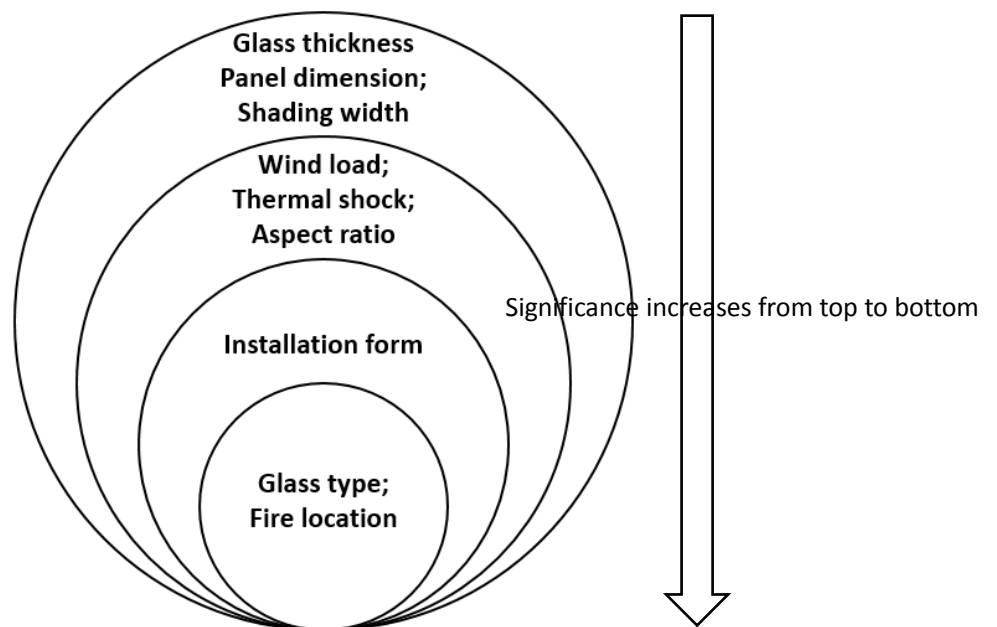 Glass thickness
Panel dimension;
Shading width
Wind load;
Thermal shock;
Aspect ratio
Significance increases from top to bottom
Installation form
Glass type;
Fire location